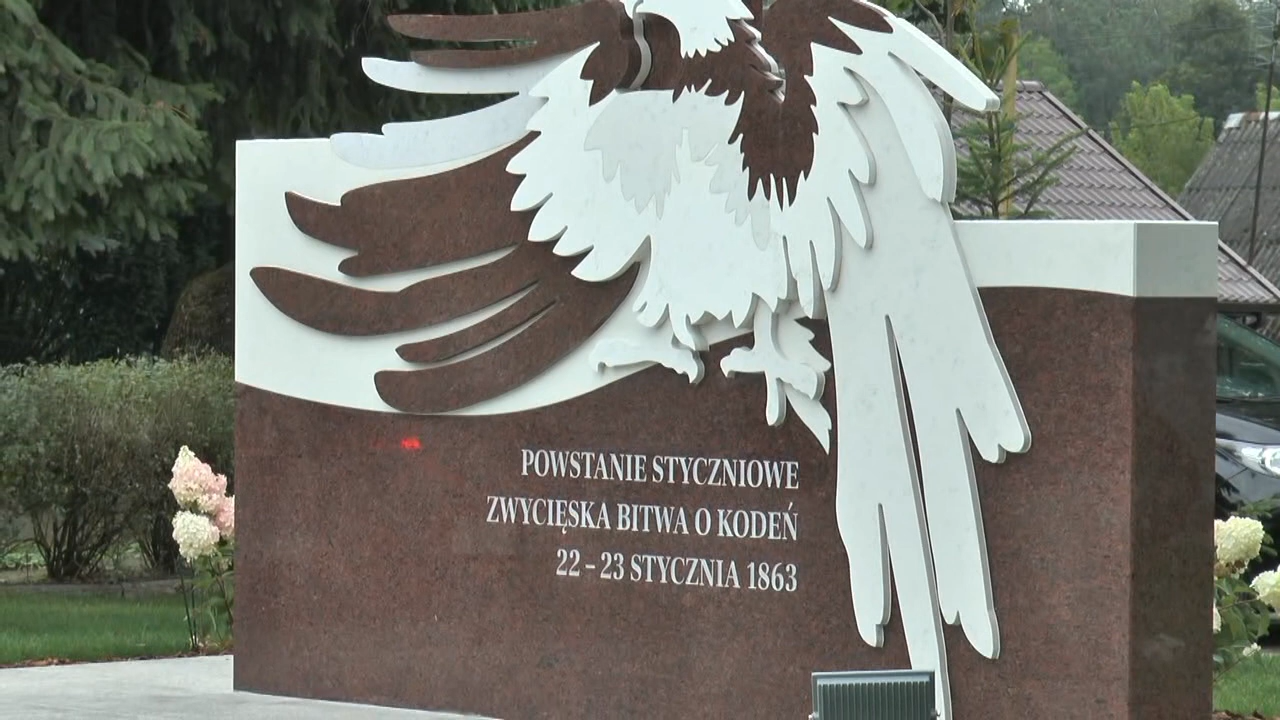 POWSTANIE STYCZNIOWE
ZWYCIĘSKA BITWA O KODEŃ
22 – 23 STYCZNIA 1863